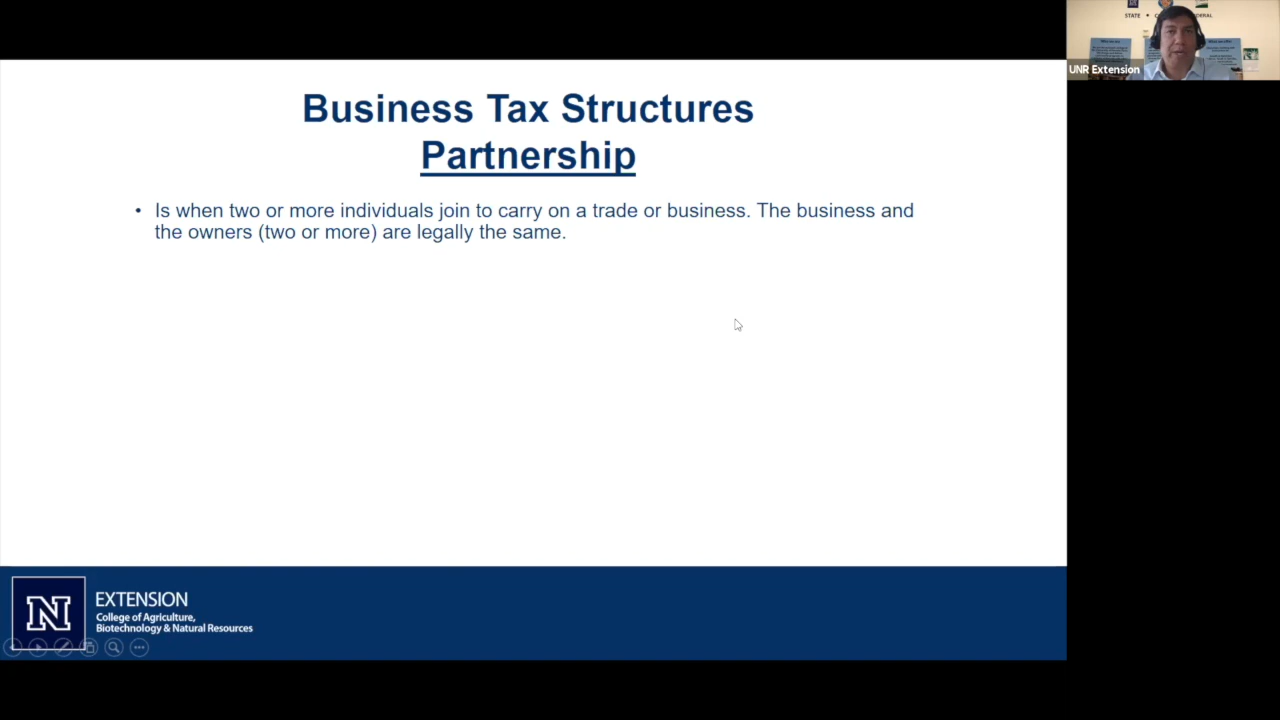 Business Tax Structures
Partnership
• Is when two or more individuals join to carry on a trade or business. The business and
the owners (two or more) are legally the same.
N
EXTENSION
College of Agriculture,
Biotechnology & Natural Resources
STATE
UNR Extension